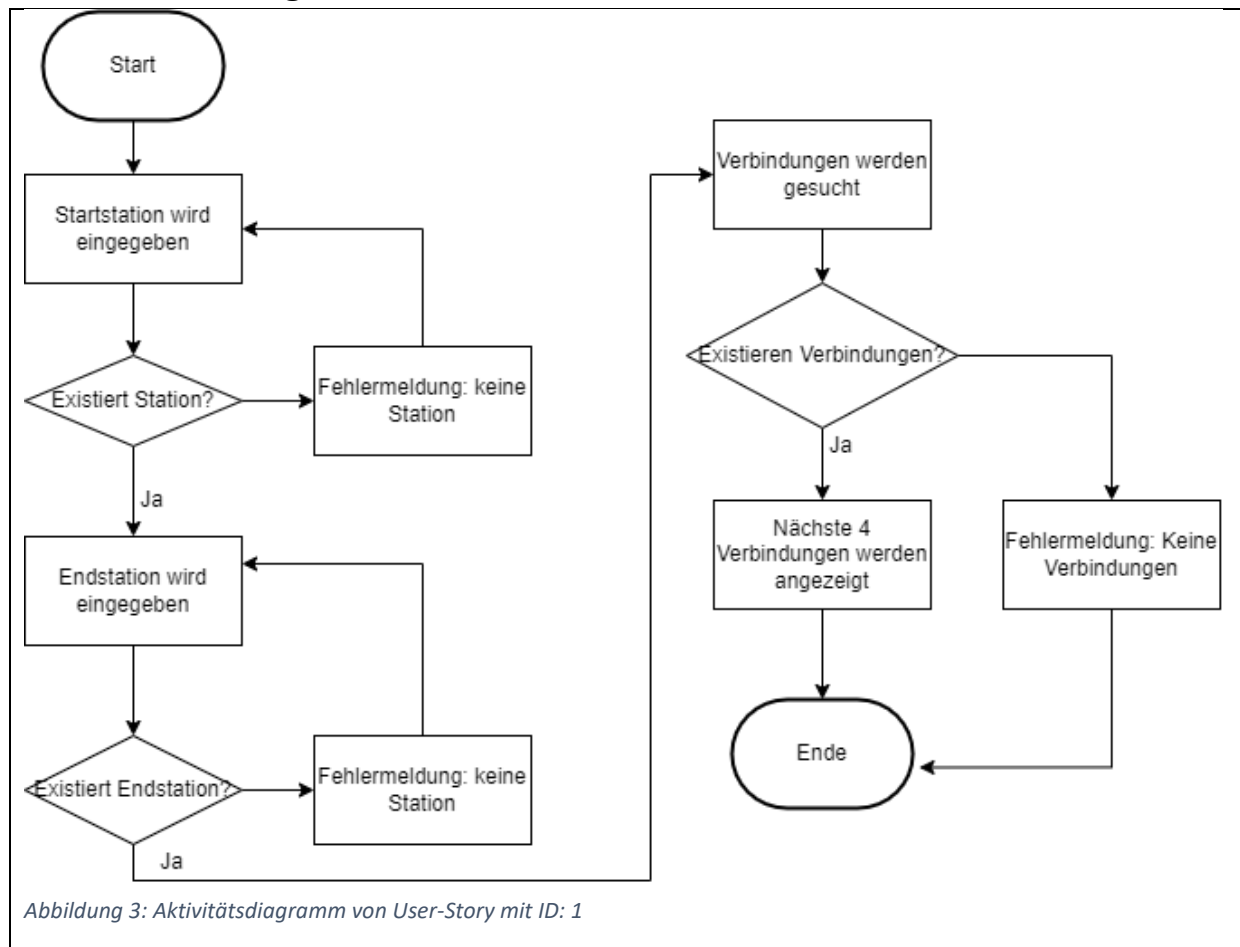 Start
Startstation wird
eingegeben
Existiert Station?
Fehlermeldung: keine
Station
Ja
Endstation wird
eingegeben
Existiert Endstation?
Fehlermeldung: keine
Station
Ja
Verbindungen werden
gesucht
Existieren Verbindungen?
Ja
Nächste 4
Verbindungen werden
angezeigt
Fehlermeldung: Keine
Verbindungen
Ende
Abbildung 3: Aktivitätsdiagramm von User-Story mit ID: 1